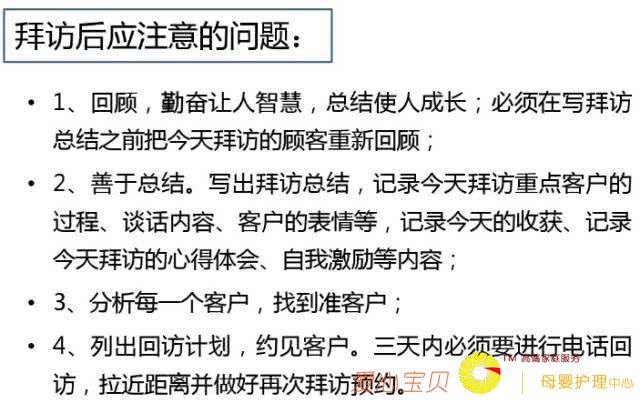 拜访后应注意的问题：
• 1、回顾，勤奋让人智慧，总结使人成长；必须在写拜访
总结之前把今天拜访的顾客重新回顾；
• 2、善于总结。写出拜访总结，记录今天拜访重点客户的
过程、谈话内容、客户的表情等，记录今天的收获、记录
今天拜访的心得体会、自我激励等内容；
• 3、分析每一个客户，找到准客户；
• 4、列出回访计划，约见客户。三天内必须要进行电话回
访，拉近距离并做好再次拜访预约。
TM 高端家庭服务
爱心宝贝
母婴护理中心